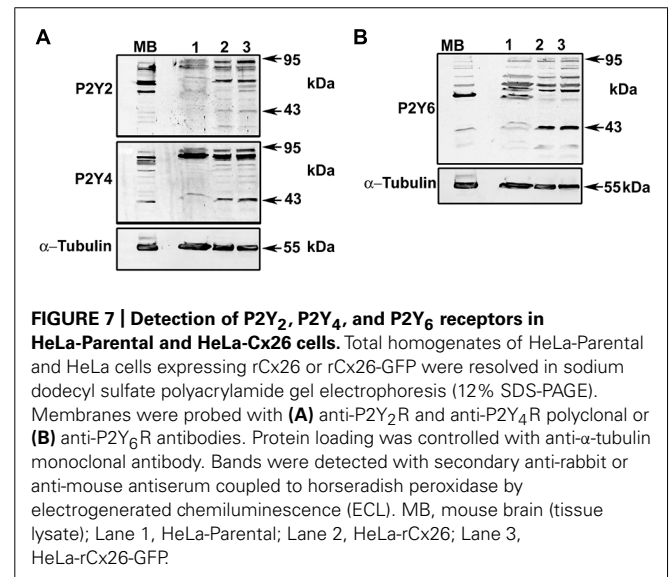 A
MB 1 2 3
P2Y2
95
kDa
43
P2Y4
95
kDa
43
α–Tubulin
55 kDa
B
MB 1 2 3
P2Y6
95
kDa
43
α–Tubulin
55kDa
FIGURE 7 | Detection of P2Y2, P2Y4, and P2Y6 receptors in
HeLa-Parental and HeLa-Cx26 cells. Total homogenates of HeLa-Parental
and HeLa cells expressing rCx26 or rCx26-GFP were resolved in sodium
dodecyl sulfate polyacrylamide gel electrophoresis (12% SDS-PAGE).
Membranes were probed with (A) anti-P2Y2R and anti-P2Y4R polyclonal or
(B) anti-P2Y6R antibodies. Protein loading was controlled with anti-α-tubulin
monoclonal antibody. Bands were detected with secondary anti-rabbit or
anti-mouse antiserum coupled to horseradish peroxidase by
electrogenerated chemiluminescence (ECL). MB, mouse brain (tissue
lysate); Lane 1, HeLa-Parental; Lane 2, HeLa-rCx26; Lane 3,
HeLa-rCx26-GFP.